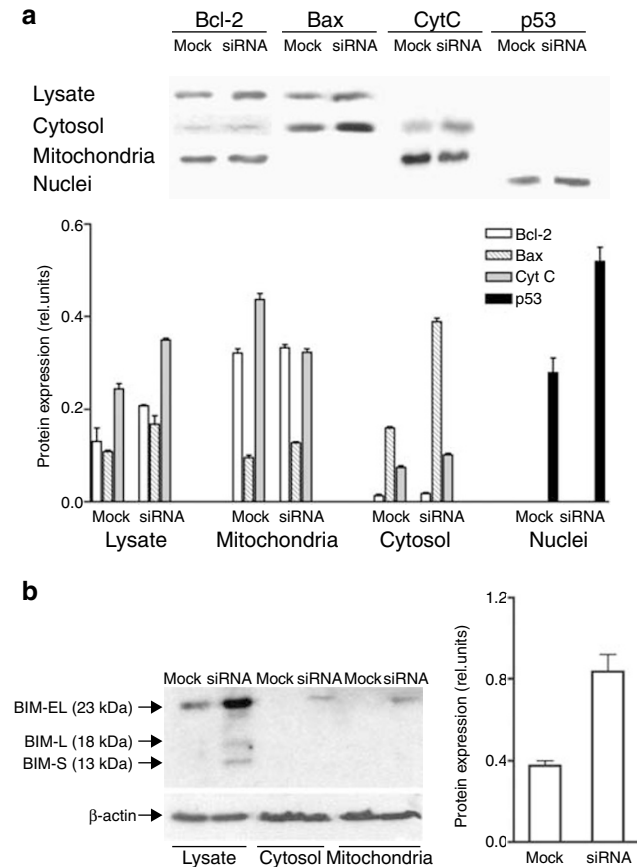 a
Bcl-2 Bax CytC p53
Mock siRNA Mock siRNA Mock siRNA Mock siRNA
Lysate
Cytosol
Mitochondria
Nuclei
Protein expression (rel.units)
0.6
0.4
0.2
0.0
Bcl-2
Bax
Cyt C
p53
Mock siRNA Mock siRNA Mock siRNA Mock siRNA
Lysate Mitochondria Cytosol Nuclei
b
Mock siRNA Mock siRNA Mock siRNA
BIM-EL (23 kDa)
BIM-L (18 kDa)
BIM-S (13 kDa)
β-actin
Lysate Cytosol Mitochondria
Protein expression (rel.units)
1.2
0.8
0.4
0.0
Mock siRNA